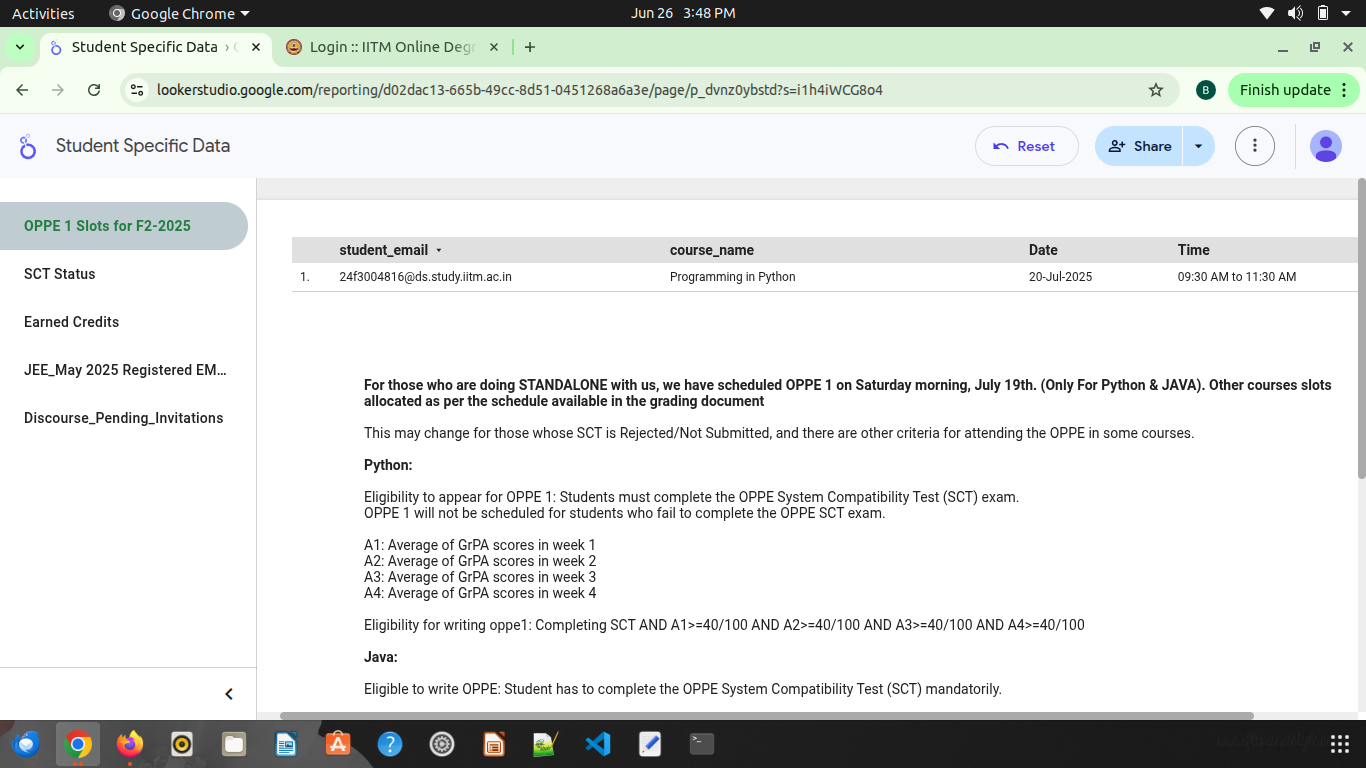 Activities
Google Chrome
Jun 26 3:48 PM
Student Specific Data › 
Login :: IITM Online Degr
lookerstudio.google.com/reporting/d02dac13-665b-49cc-8d51-0451268a6a3e/page/p_dvnz0ybstd?s=i1h4iWCG8o4
B
Finish update
Student Specific Data
Reset
Share
OPPE 1 Slots for F2-2025
SCT Status
Earned Credits
JEE_May 2025 Registered EM...
Discourse_Pending_Invitations
student_email course_name Date Time
1. 24f3004816@ds.study.iitm.ac.in Programming in Python 20-Jul-2025 09:30 AM to 11:30 AM
For those who are doing STANDALONE with us, we have scheduled OPPE 1 on Saturday morning, July 19th. (Only For Python & JAVA). Other courses slots
allocated as per the schedule available in the grading document
This may change for those whose SCT is Rejected/Not Submitted, and there are other criteria for attending the OPPE in some courses.
Python:
Eligibility to appear for OPPE 1: Students must complete the OPPE System Compatibility Test (SCT) exam.
OPPE 1 will not be scheduled for students who fail to complete the OPPE SCT exam.
A1: Average of GrPA scores in week 1
A2: Average of GrPA scores in week 2
A3: Average of GrPA scores in week 3
A4: Average of GrPA scores in week 4
Eligibility for writing oppe1: Completing SCT AND A1>=40/100 AND A2>=40/100 AND A3>=40/100 AND A4>=40/100
Java:
Eligible to write OPPE: Student has to complete the OPPE System Compatibility Test (SCT) mandatorily.